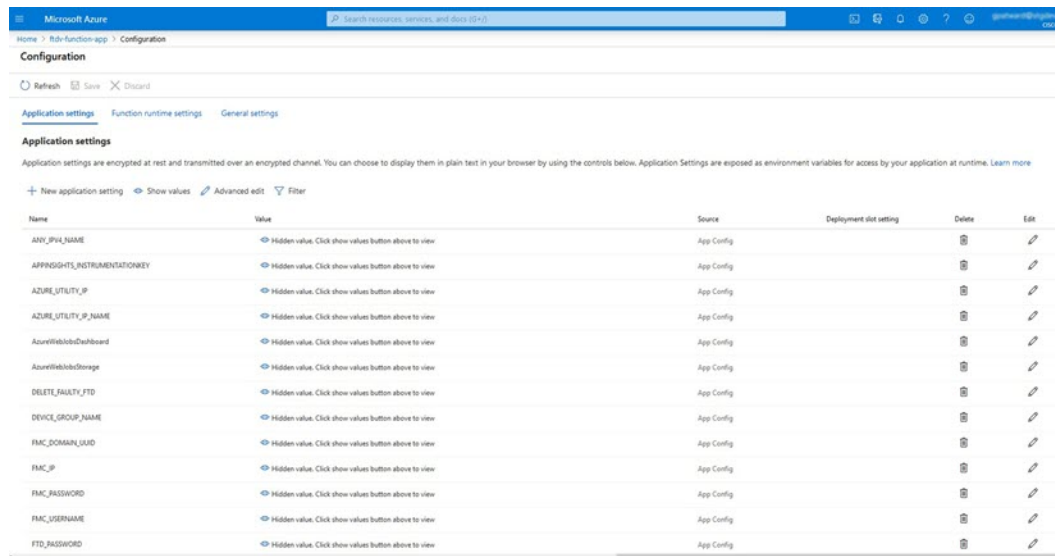 Microsoft Azure
Search resources, services, and docs (G+/)
Home > ftdv-function-app > Configuration
Configuration
Refresh Save Discard
Application settings Function runtime settings General settings
Application settings
Application settings are encrypted at rest and transmitted over an encrypted channel. You can choose to display them in plain text in your browser by using the controls below. Application Settings are exposed as environment variables for access by your application at runtime. Learn more
New application setting Show values Advanced edit Filter
Name Value Source Deployment slot setting Delete Edit
ANY_IPV4_NAME Hidden value. Click show values button above to view App Config
APPINSIGHTS_INSTRUMENTATIONKEY Hidden value. Click show values button above to view App Config
AZURE_UTILITY_IP Hidden value. Click show values button above to view App Config
AZURE_UTILITY_IP_NAME Hidden value. Click show values button above to view App Config
AzureWebJobsDashboard Hidden value. Click show values button above to view App Config
AzureWebJobsStorage Hidden value. Click show values button above to view App Config
DELETE_FAULTY_FTD Hidden value. Click show values button above to view App Config
DEVICE_GROUP_NAME Hidden value. Click show values button above to view App Config
FMC_DOMAIN_UUID Hidden value. Click show values button above to view App Config
FMC_IP Hidden value. Click show values button above to view App Config
FMC_PASSWORD Hidden value. Click show values button above to view App Config
FMC_USERNAME Hidden value. Click show values button above to view App Config
FTD_PASSWORD Hidden value. Click show values button above to view App Config